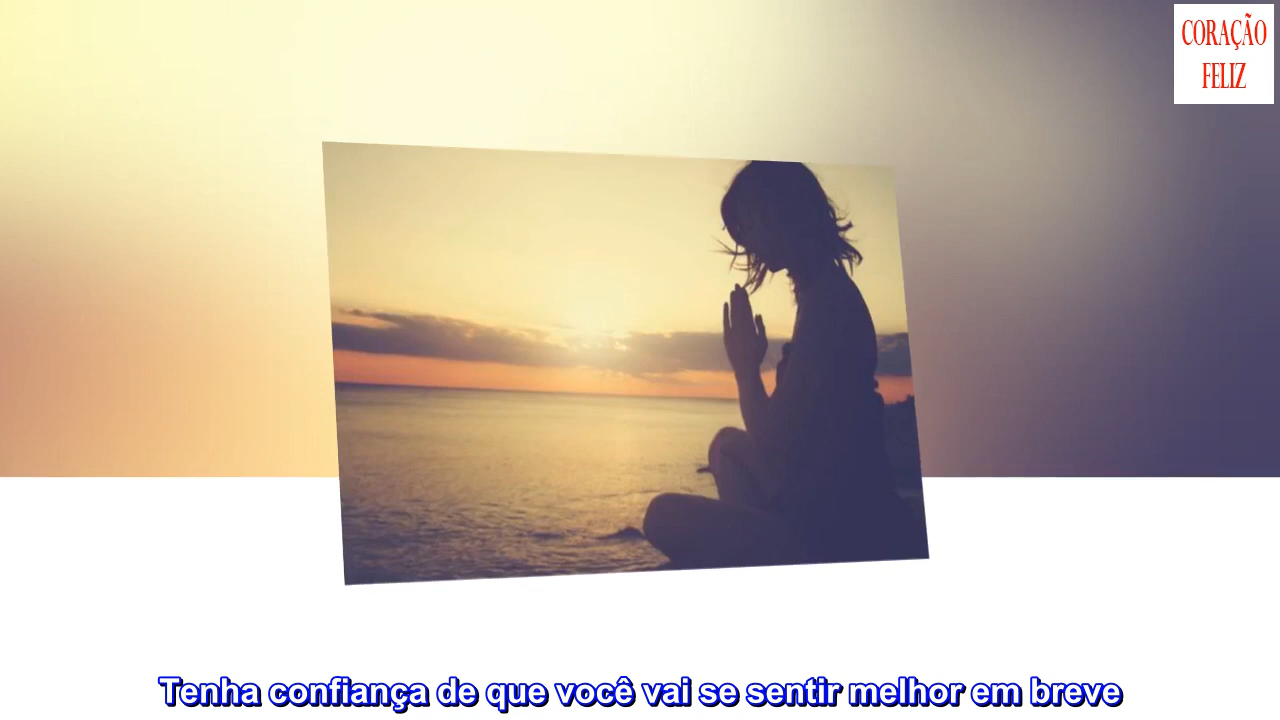 CORAÇÃO
FELIZ
Tenha confiança de que você vai se sentir melhor em breve